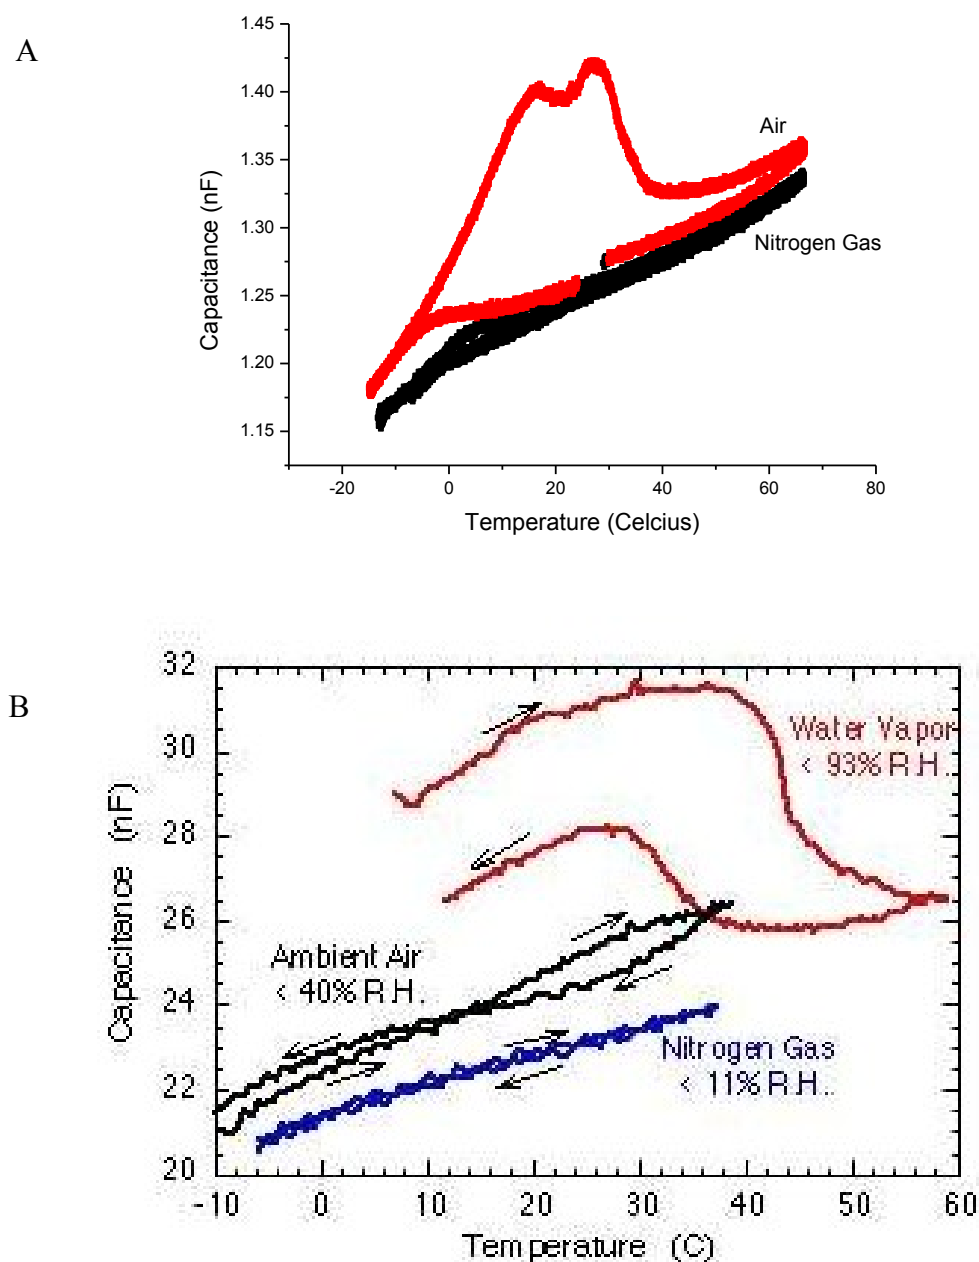 A
1.45
1.40
1.35
1.30
1.25
1.20
1.15
Capacitance (nF)
Air
Nitrogen Gas
-20 0 20 40 60 80
Temperature (Celcius)
B
32
30
28
26
24
22
20
Capacitance (nF)
Water Vapor
< 93% R.H..
Ambient Air
< 40% R.H..
Nitrogen Gas
< 11% R.H..
-10 0 10 20 30 40 50 60
Temperature (C)